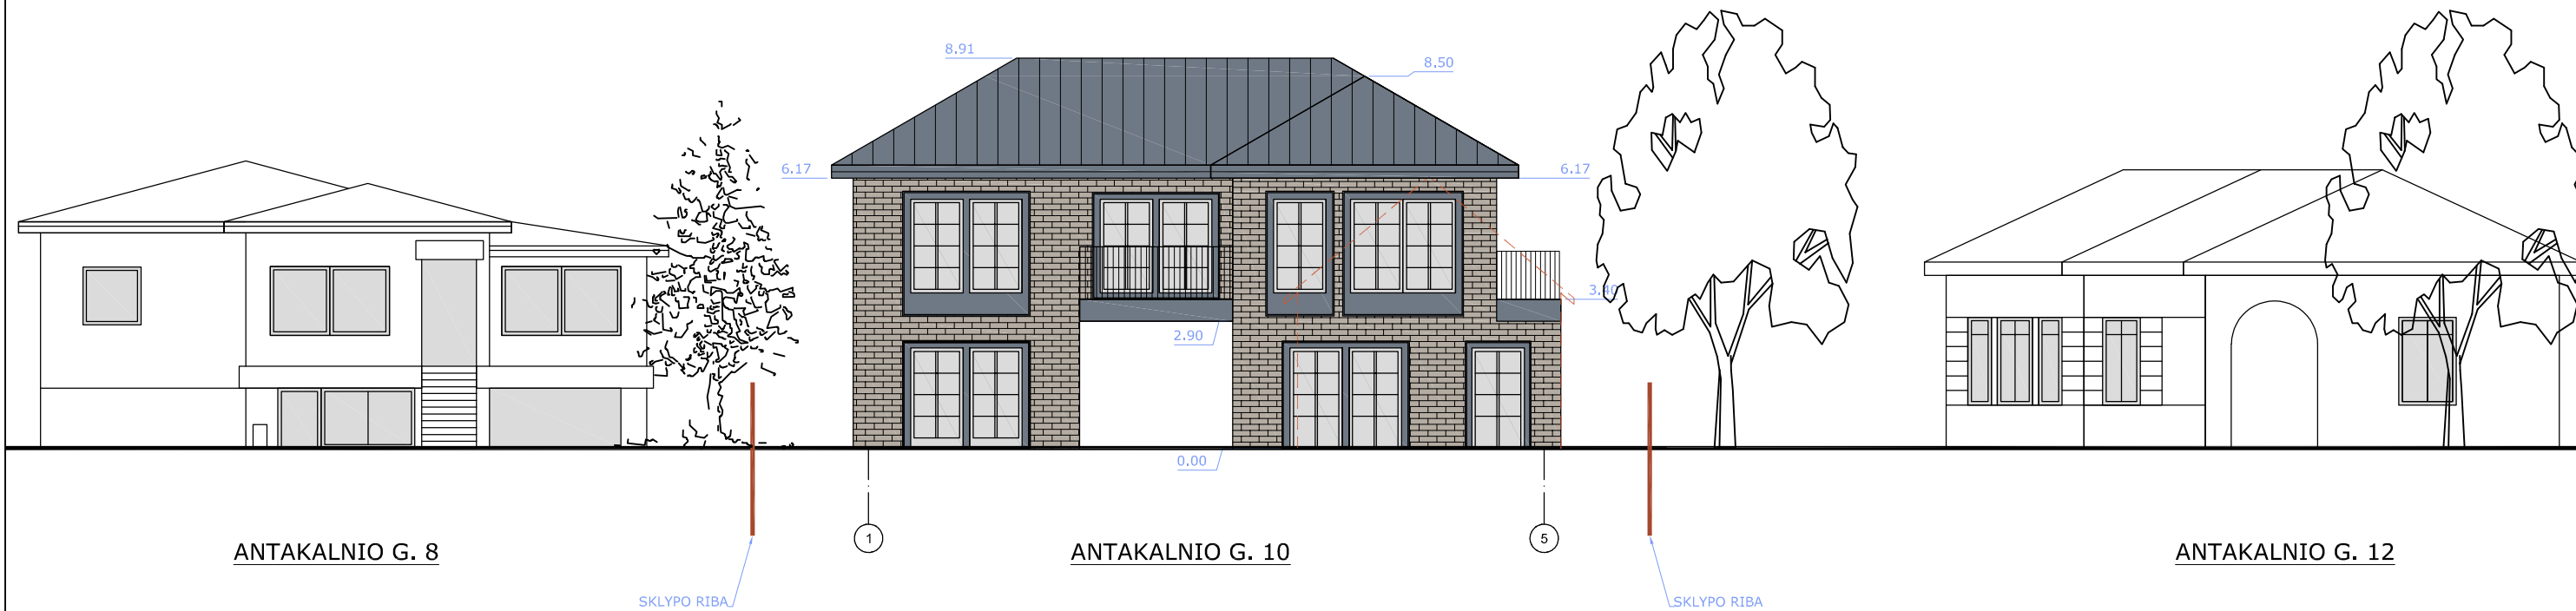 8.91
8.50
6.17
6.17
3.40
2.90
0.00
1
5
ANTAKALNIO G. 8
ANTAKALNIO G. 10
ANTAKALNIO G. 12
SKLYPO RIBA
SKLYPO RIBA